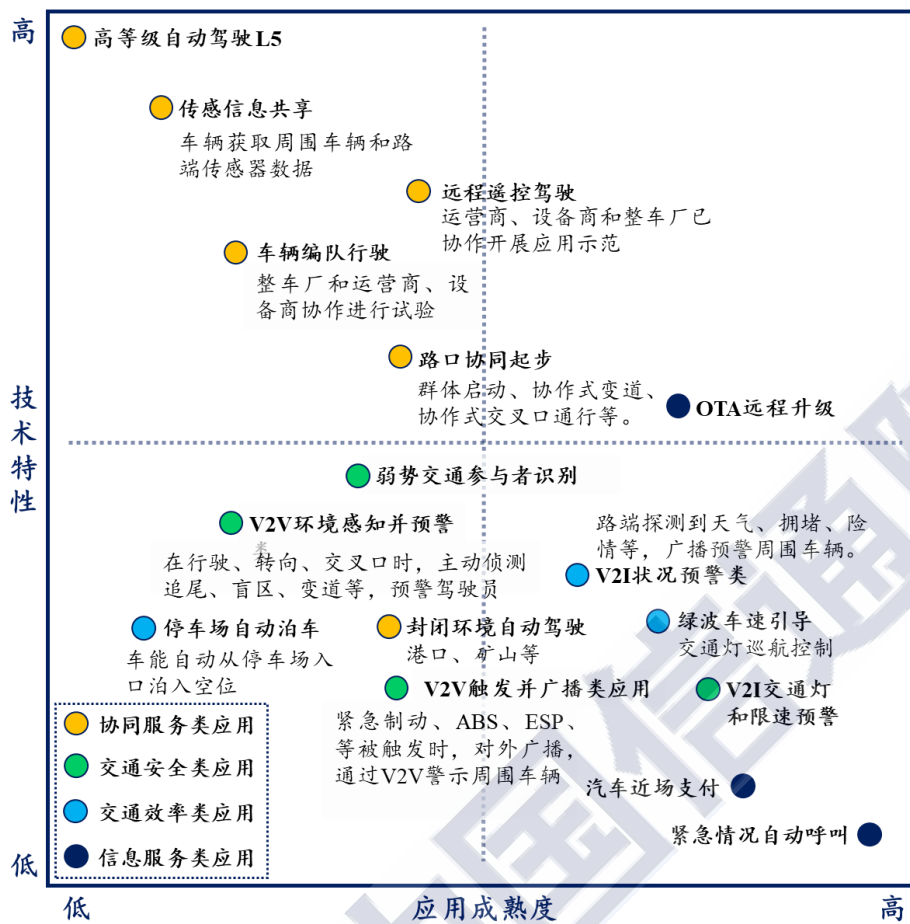 高
高等级自动驾驶L5
传感信息共享
车辆获取周围车辆和路
端传感器数据
远程遥控驾驶
运营商、设备商和整车厂已
协作开展应用示范
车辆编队行驶
整车厂和运营商、设
备商协作进行试验
路口协同起步
群体启动、协作式变道、
协作式交叉口通行等。
OTA远程升级
技术特性
弱势交通参与者识别
V2V环境感知并预警
在行驶、转向、交叉口时，主动侦测
追尾、盲区、变道等，预警驾驶员
路端探测到天气、拥堵、险
情等，广播预警周围车辆。
V2I状况预警类
停车场自动泊车
车能自动从停车场入
口泊入空位
封闭环境自动驾驶
港口、矿山等
绿波车速引导
交通灯巡航控制
V2V触发并广播类应用
紧急制动、ABS、ESP、
等被触发时，对外广播，
通过V2V警示周围车辆
V2I交通灯
和限速预警
汽车近场支付
紧急情况自动呼叫
协同服务类应用
交通安全类应用
交通效率类应用
信息服务类应用
低
低
应用成熟度
高